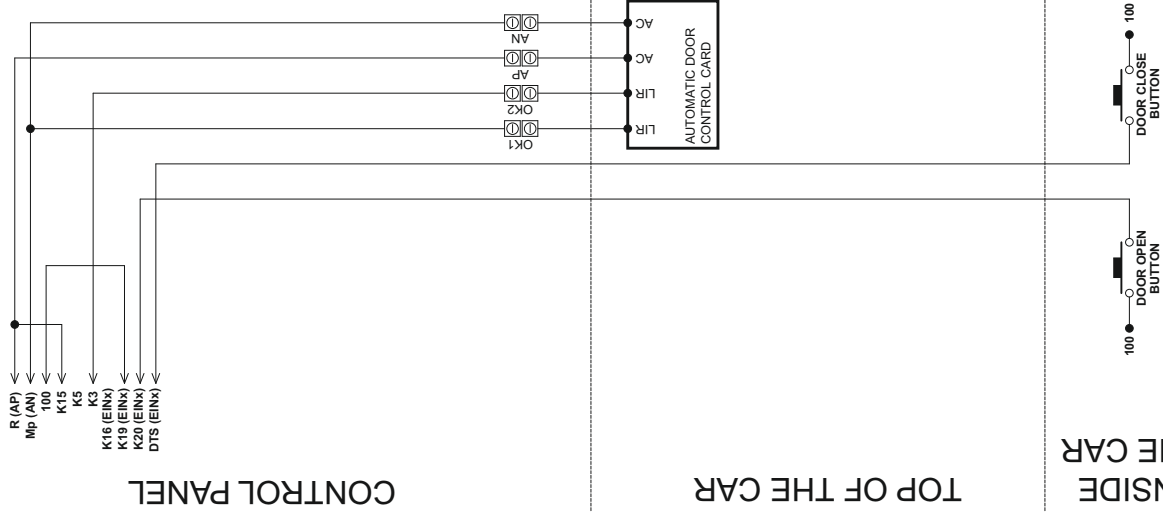 AN
AP
OK2
OK1
AC
AC
LIR
LIR
AUTOMATIC DOOR
CONTROL CARD
100
DOOR CLOSE
BUTTON
DOOR OPEN
BUTTON
100
R (AP)
Mp (AN)
100
K15
K5
K3
K16 (EINx)
K19 (EINx)
K20 (EINx)
DTS (EINx)
CONTROL PANEL
TOP OF THE CAR
NSIDE
HE CAR